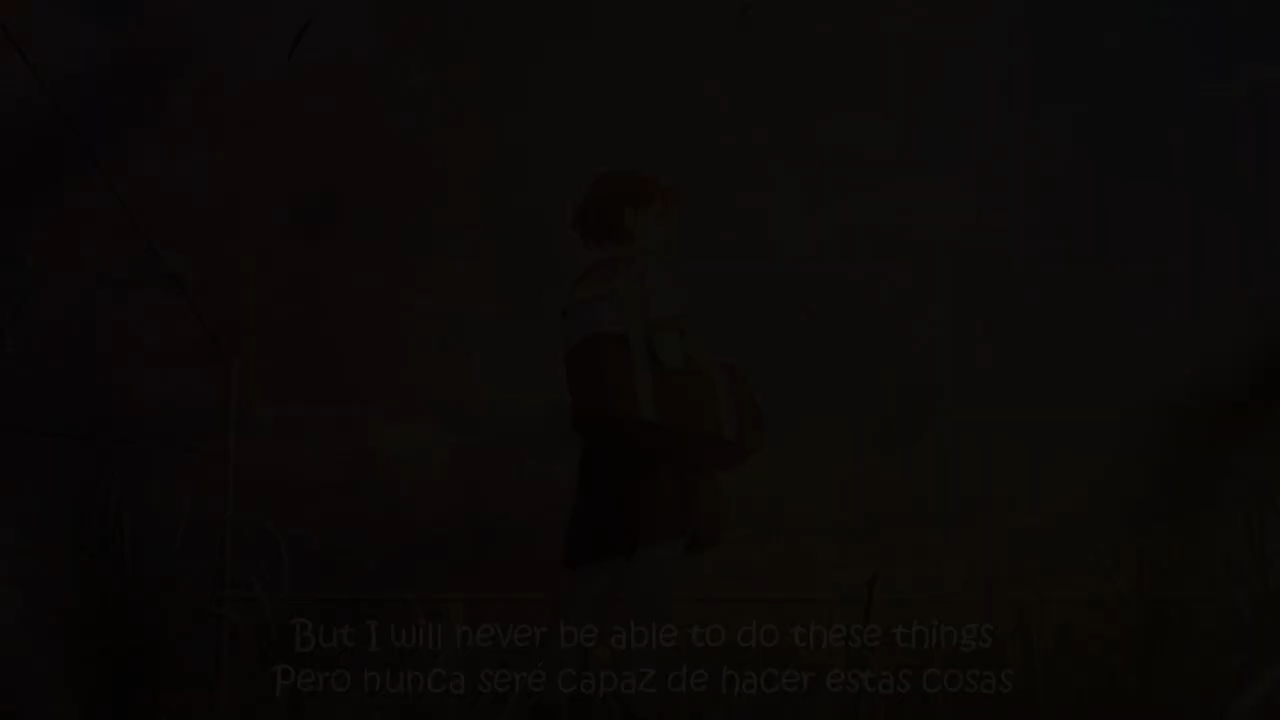 But I will never be able to do these things
Pero nunca seré capaz de hacer estas cosas